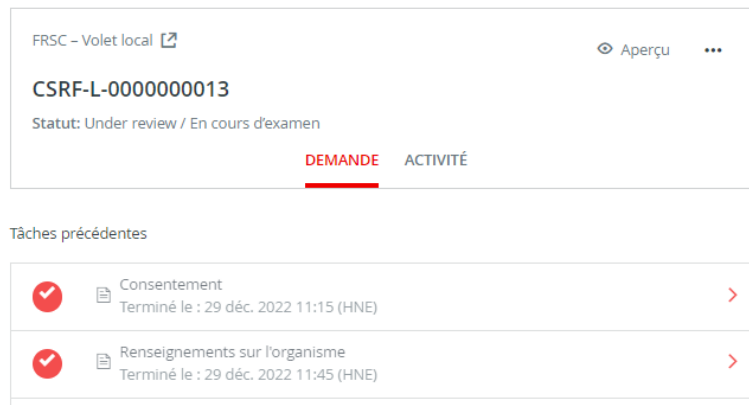 FRSC – Volet local
Aperçu
CSRF-L-0000000013
Statut: Under review / En cours d’examen
DEMANDE ACTIVITÉ
Tâches précédentes
Consentement
Terminé le : 29 déc. 2022 11:15 (HNE)
Renseignements sur l'organisme
Terminé le : 29 déc. 2022 11:45 (HNE)